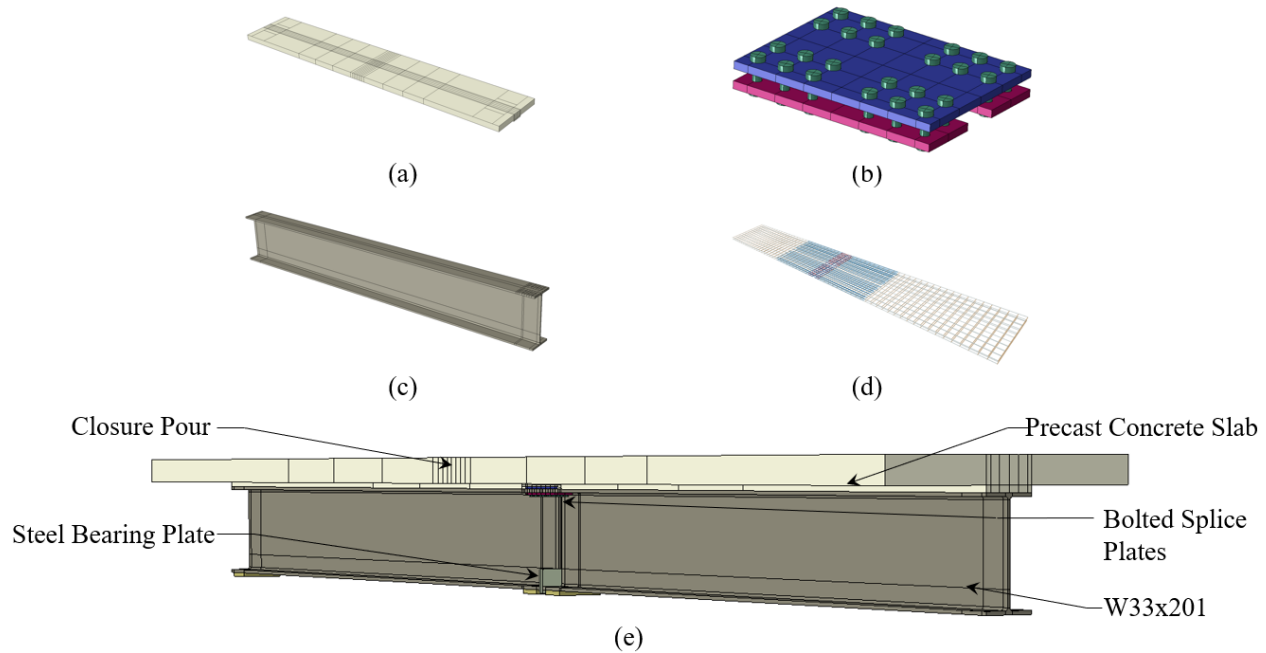 (a)
(b)
(c)
(d)
Closure Pour
Precast Concrete Slab
Steel Bearing Plate
Bolted Splice
Plates
W33x201
(e)